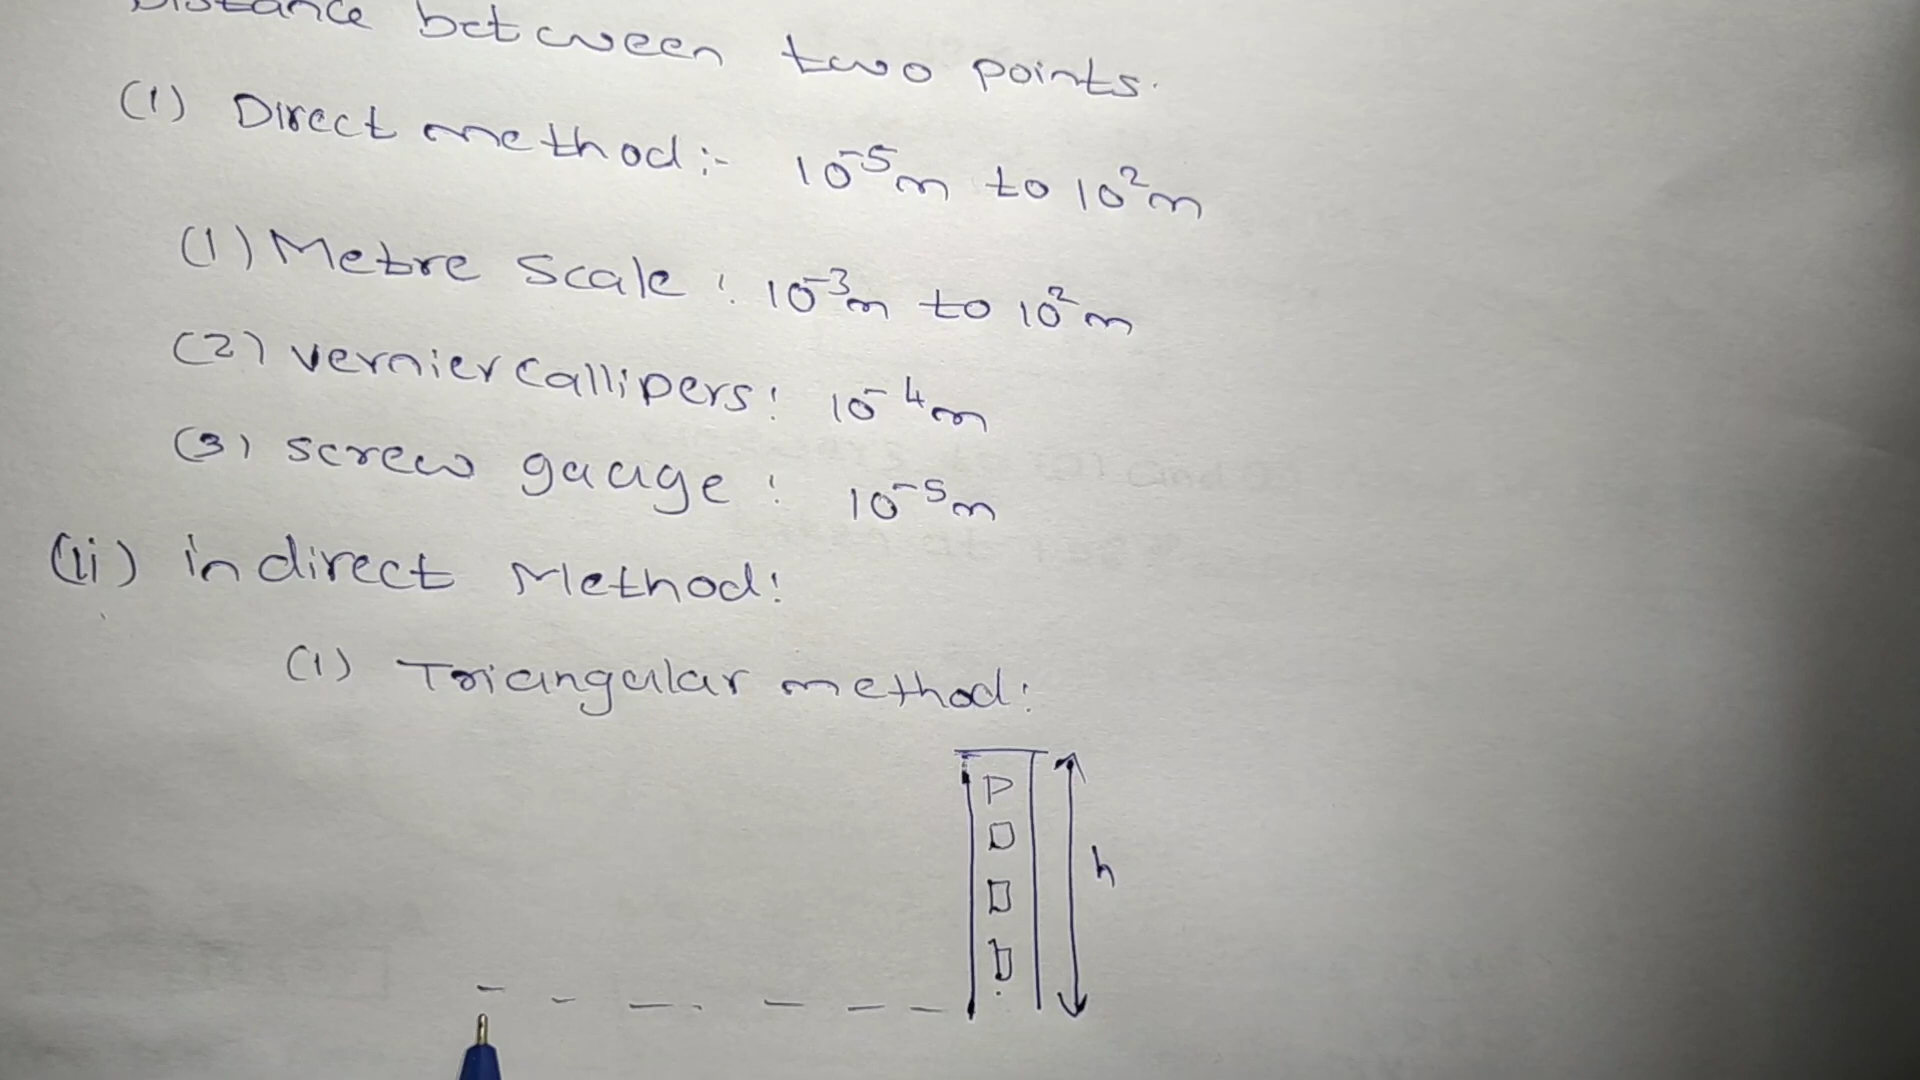 Distance between two points.
(1) Direct method:- 10⁻⁵m to 10²m
(1) Metre Scale : 10⁻³m to 10²m
(2) vernier callipers : 10⁻⁴m
(3) screw gauge : 10⁻⁵m
(ii) indirect Method:
(1) Triangular method:
h